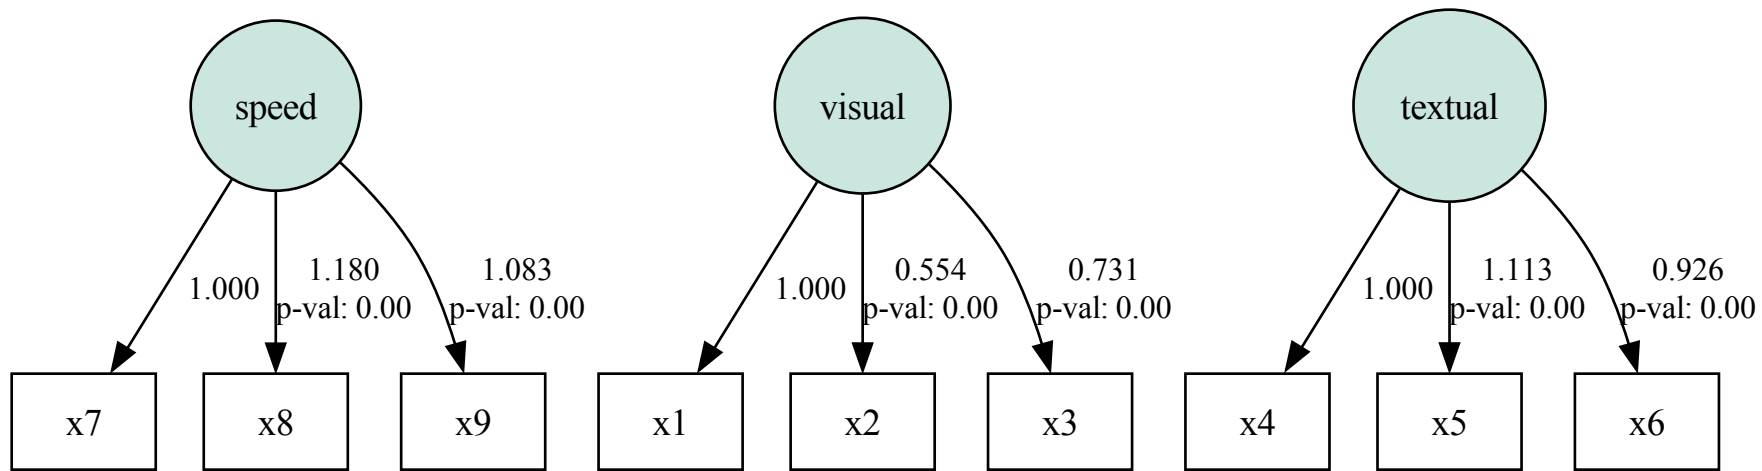 speed
visual
textual
1.000
1.180
p-val: 0.00
1.083
p-val: 0.00
1.000
0.554
p-val: 0.00
0.731
p-val: 0.00
1.000
1.113
p-val: 0.00
0.926
p-val: 0.00
x7
x8
x9
x1
x2
x3
x4
x5
x6